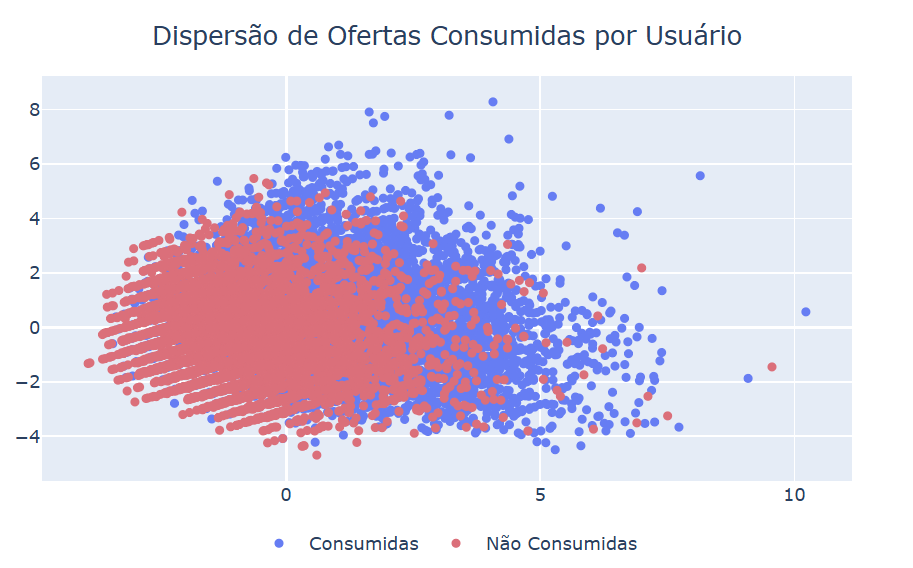 Dispersão de Ofertas Consumidas por Usuário
8
6
4
2
0
−2
−4
0 5 10
Consumidas Não Consumidas